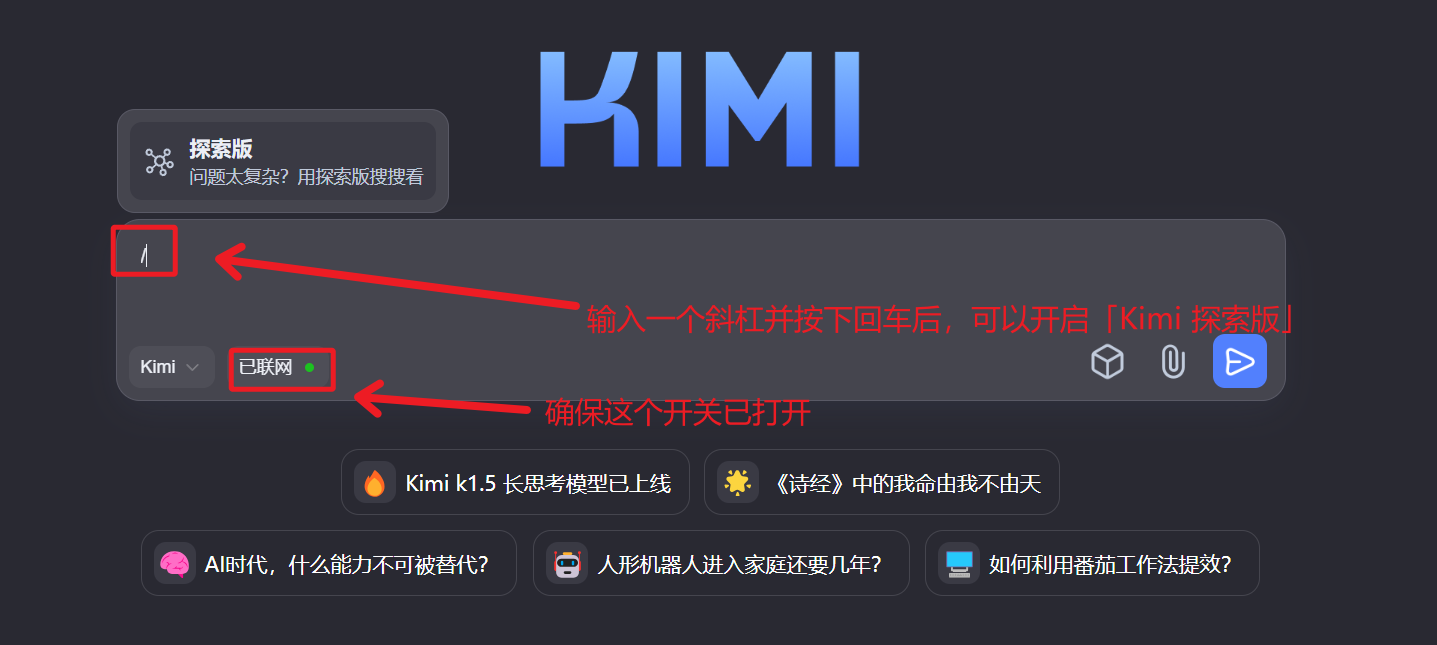 KIMI
探索版
问题太复杂？用探索版搜搜看
/
输入一个斜杠并按下回车后，可以开启「Kimi 探索版」
Kimi
已联网
确保这个开关已打开
Kimi k1.5 长思考模型已上线
《诗经》中的我命由我不由天
AI时代，什么能力不可被替代？
人形机器人进入家庭还要几年？
如何利用番茄工作法提效？